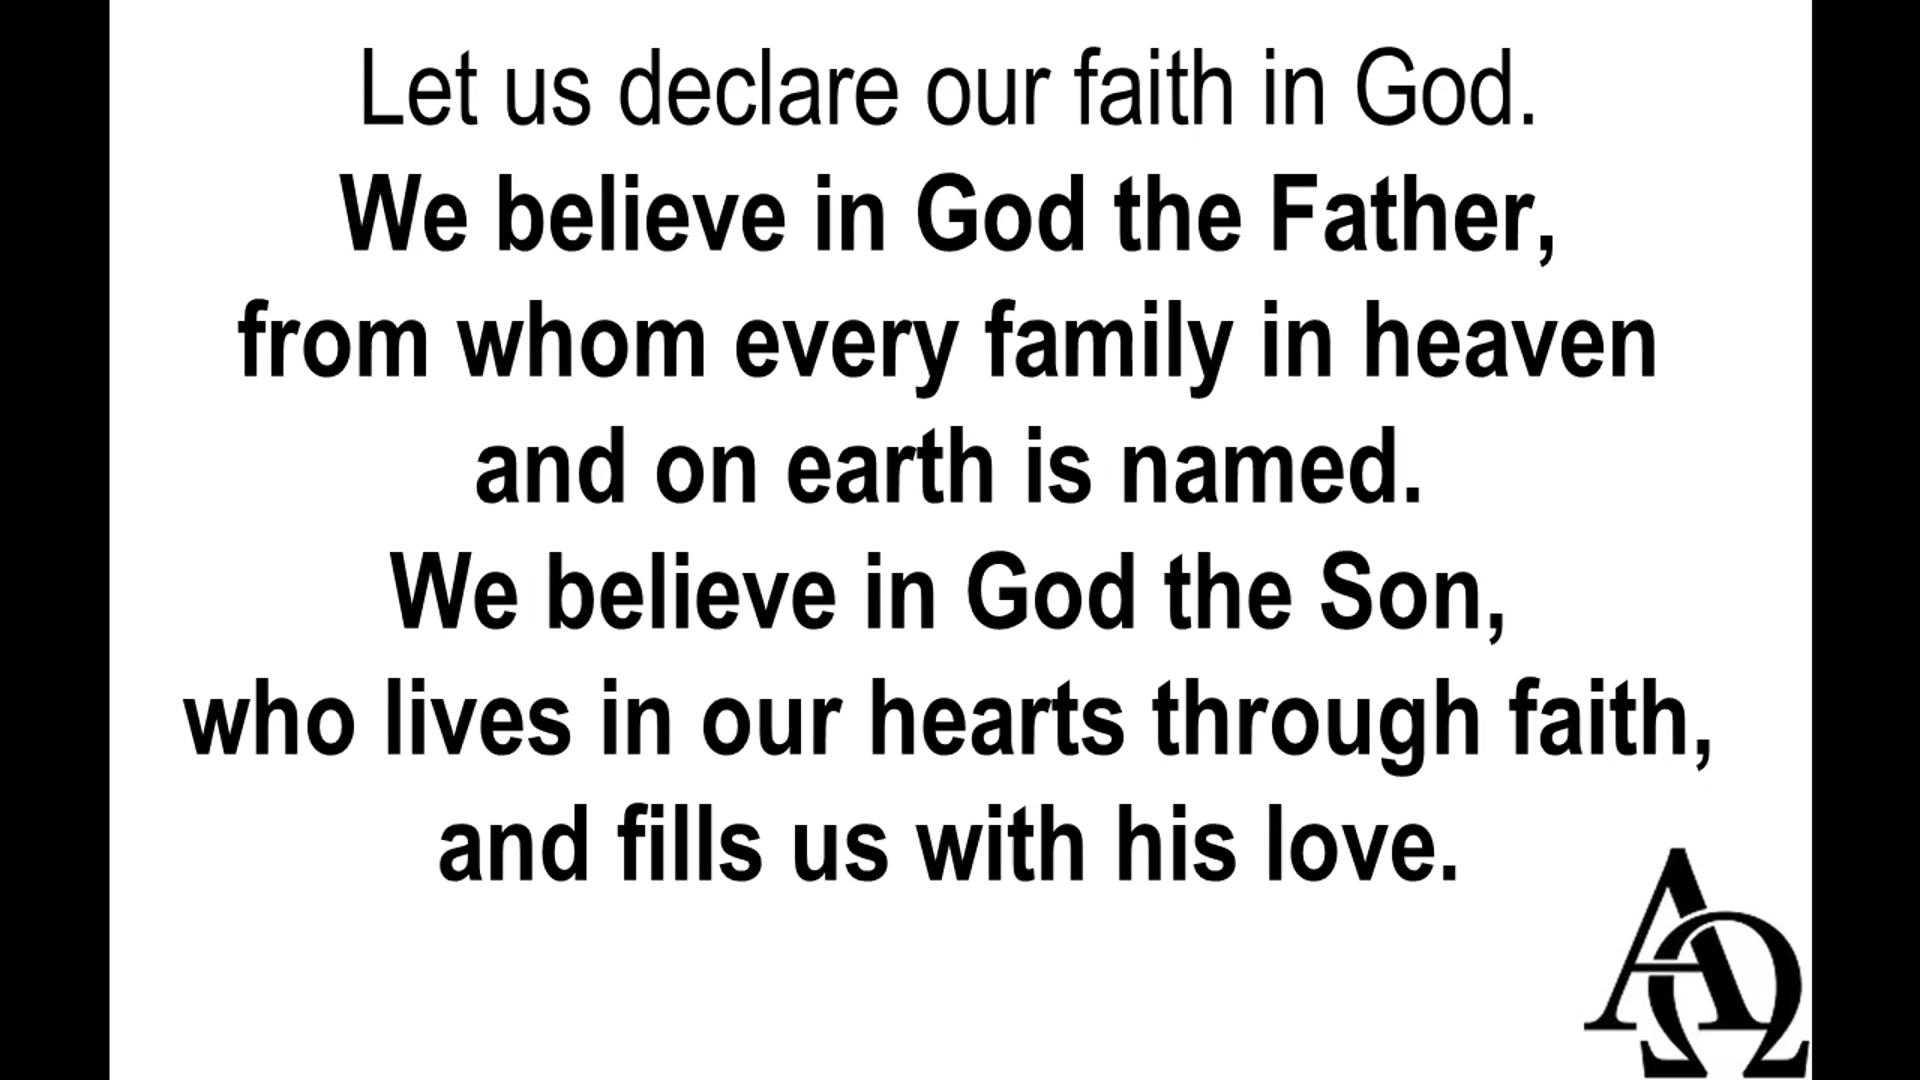 Let us declare our faith in God.
We believe in God the Father,
from whom every family in heaven
and on earth is named.
We believe in God the Son,
who lives in our hearts through faith,
and fills us with his love.
ΑΩ